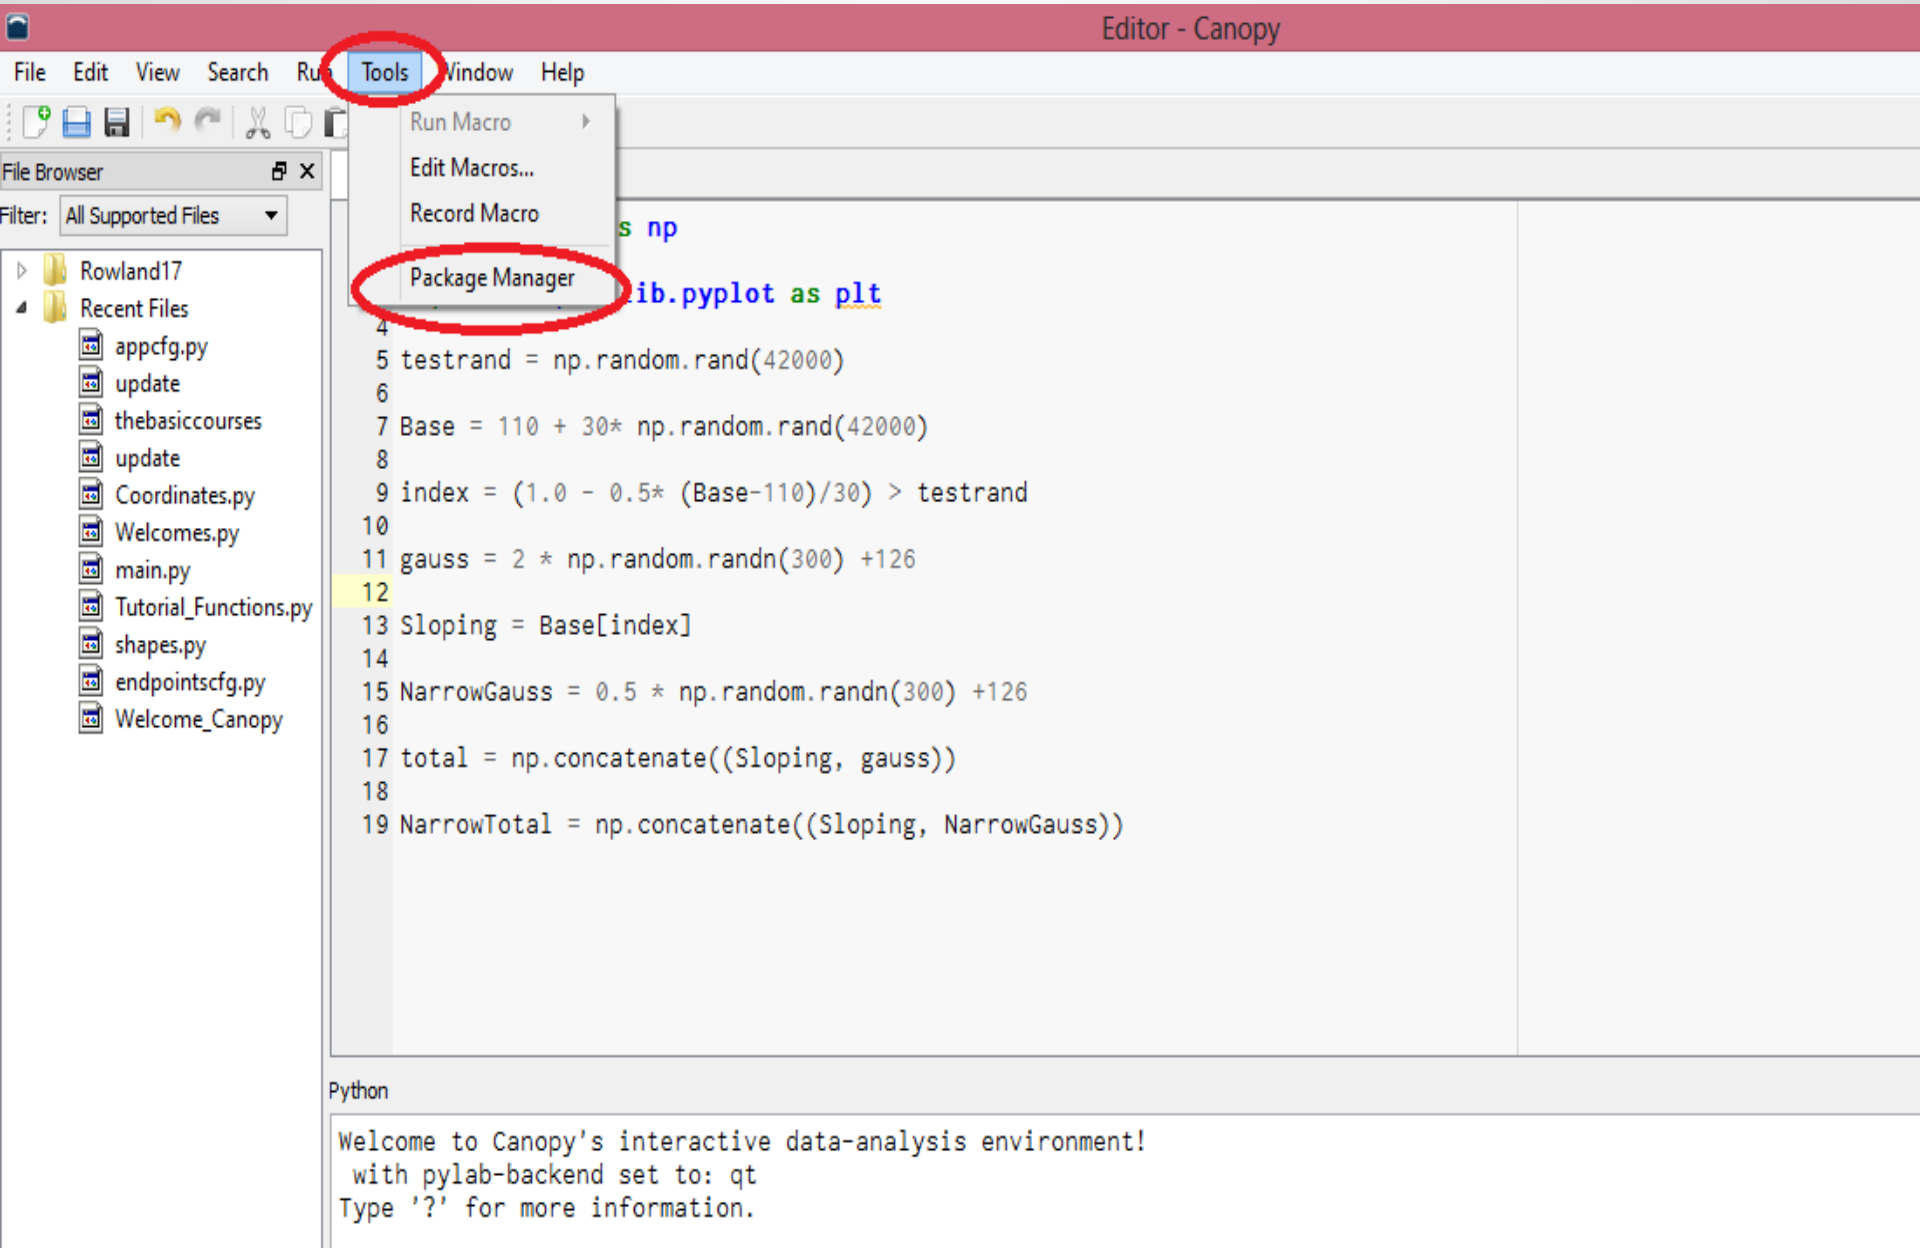 Editor - Canopy
File Edit View Search Run Tools Window Help
Run Macro
Edit Macros...
Record Macro
Package Manager
File Browser
Filter: All Supported Files
Rowland17
Recent Files
appcfg.py
update
thebasiccourses
update
Coordinates.py
Welcomes.py
main.py
Tutorial_Functions.py
shapes.py
endpointscfg.py
Welcome_Canopy
s np
lib.pyplot as plt
4
5 testrand = np.random.rand(42000)
6
7 Base = 110 + 30* np.random.rand(42000)
8
9 index = (1.0 - 0.5* (Base-110)/30) > testrand
10
11 gauss = 2 * np.random.randn(300) +126
12
13 Sloping = Base[index]
14
15 NarrowGauss = 0.5 * np.random.randn(300) +126
16
17 total = np.concatenate((Sloping, gauss))
18
19 NarrowTotal = np.concatenate((Sloping, NarrowGauss))
Python
Welcome to Canopy's interactive data-analysis environment!
with pylab-backend set to: qt
Type '?' for more information.